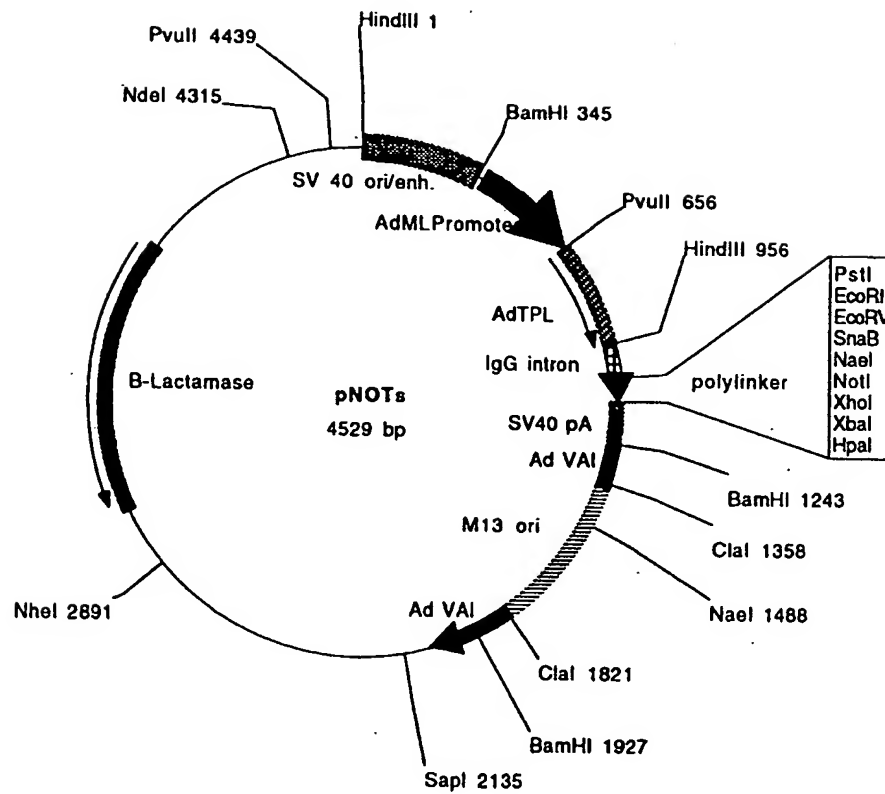 HindIII 1
PvuII 4439
NdeI 4315
BamHI 345
SV 40 ori/enh.
AdMLPromote
PvuII 656
HindIII 956
PstI
EcoRI
EcoRV
SnaB
NaeI
NotI
XhoI
XbaI
HpaI
AdTPL
IgG intron
polylinker
B-Lactamase
pNOTs
4529 bp
SV40 pA
Ad VAI
BamHI 1243
M13 ori
ClaI 1358
NaeI 1488
NheI 2891
Ad VAI
ClaI 1821
BamHI 1927
SapI 2135